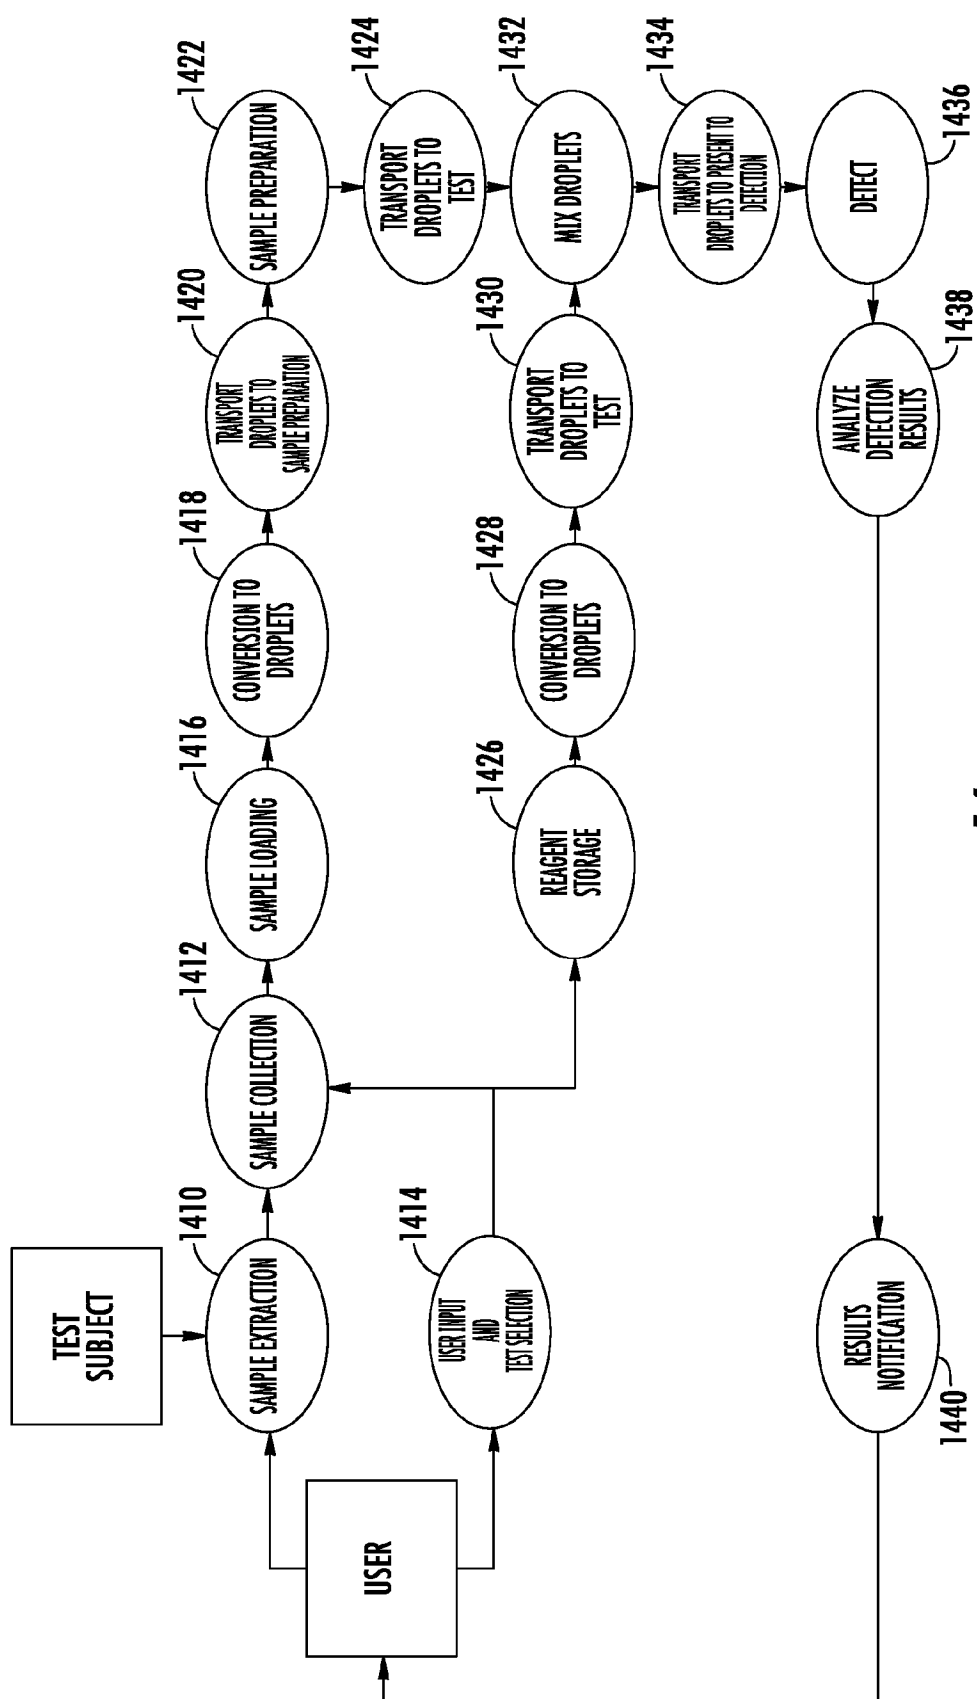 TEST
SUBJECT
USER
1410
SAMPLE EXTRACTION
1412
SAMPLE COLLECTION
1416
SAMPLE LOADING
1418
CONVERSION TO
DROPLETS
1420
TRANSPORT
DROPLETS TO
SAMPLE PREPARATION
1422
SAMPLE PREPARATION
1424
TRANSPORT
DROPLETS TO
TEST
1414
USER INPUT
AND
TEST SELECTION
1426
REAGENT
STORAGE
1428
CONVERSION TO
DROPLETS
1430
TRANSPORT
DROPLETS TO
TEST
1432
MIX DROPLETS
1434
TRANSPORT
DROPLETS TO PRESENT TO
DETECTION
DETECT
1436
ANALYZE
DETECTION
RESULTS
1438
RESULTS
NOTIFICATION
1440